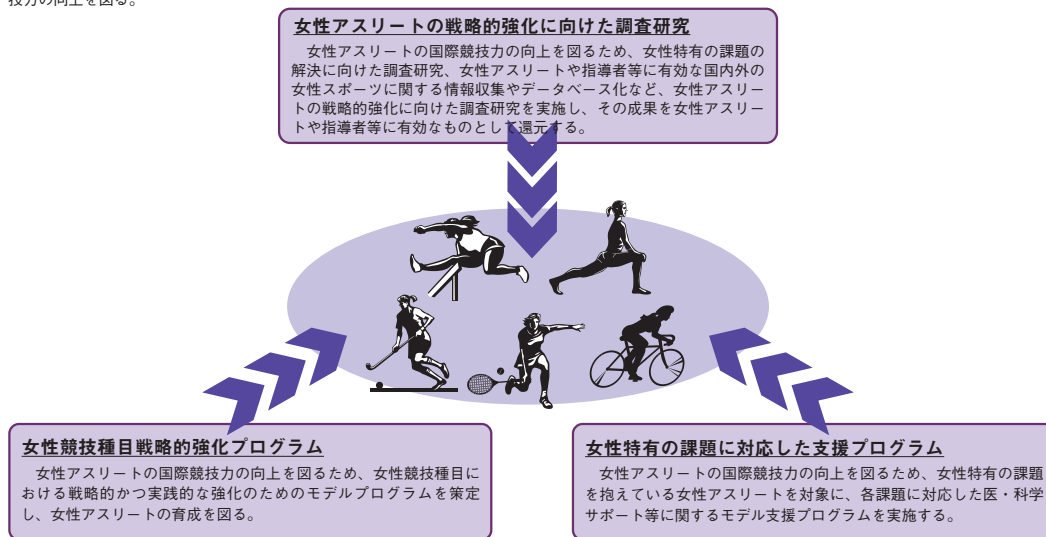 技力の向上を図る。
女性アスリートの戦略的強化に向けた調査研究
女性アスリートの国際競技力の向上を図るため、女性特有の課題の
解決に向けた調査研究、女性アスリートや指導者等に有効な国内外の
女性スポーツに関する情報収集やデータベース化など、女性アスリー
トの戦略的強化に向けた調査研究を実施し、その成果を女性アスリー
トや指導者等に有効なものとして還元する。
女性競技種目戦略的強化プログラム
女性アスリートの国際競技力の向上を図るため、女性競技種目に
おける戦略的かつ実践的な強化のためのモデルプログラムを策定
し、女性アスリートの育成を図る。
女性特有の課題に対応した支援プログラム
女性アスリートの国際競技力の向上を図るため、女性特有の課題
を抱えている女性アスリートを対象に、各課題に対応した医・科学
サポート等に関するモデル支援プログラムを実施する。